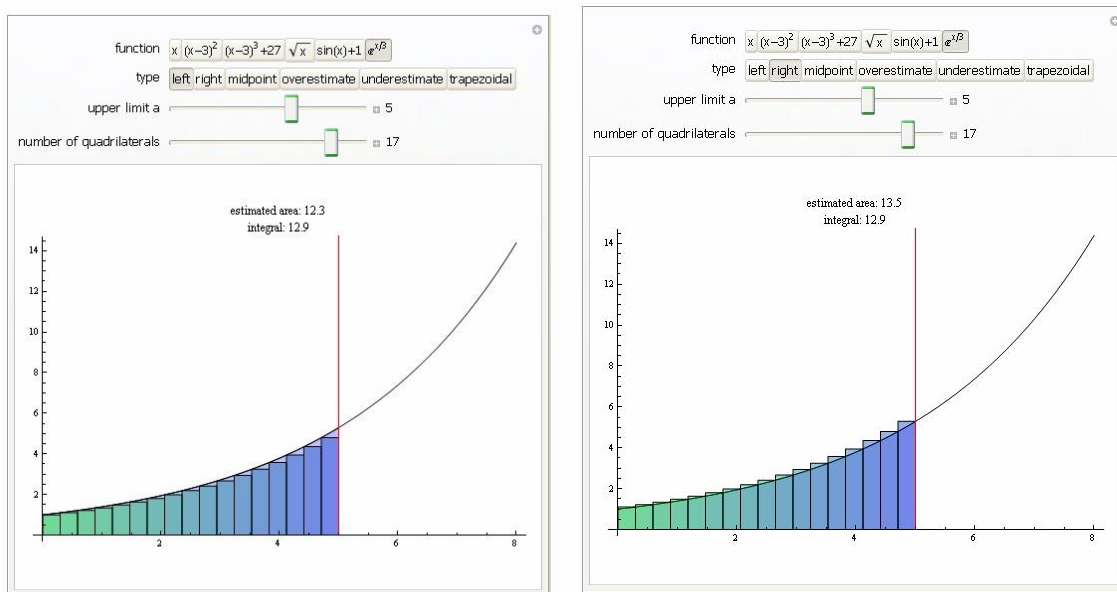 function x (x−3)² (x−3)³+27 √x sin(x)+1 e^(x/3)
type left right midpoint overestimate underestimate trapezoidal
upper limit a 5
number of quadrilaterals 17
estimated area: 12.3
integral: 12.9
14
12
10
8
6
4
2
2 4 6 8
function x (x−3)² (x−3)³+27 √x sin(x)+1 e^(x/3)
type left right midpoint overestimate underestimate trapezoidal
upper limit a 5
number of quadrilaterals 17
estimated area: 13.5
integral: 12.9
14
12
10
8
6
4
2
2 4 6 8